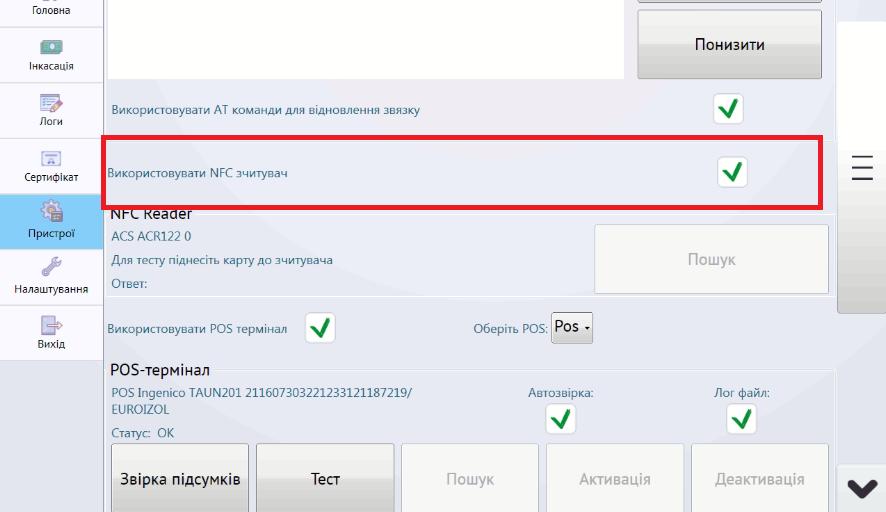 Головна
Понизити
Інкасація
Використовувати АТ команди для відновлення звязку
Логи
Використовувати NFC зчитувач
Сертифікат
NFC Reader
Пристрої
ACS ACR122 0
Для тесту піднесіть карту до зчитувача
Пошук
Налаштування
Ответ:
Використовувати POS термінал
Оберіть POS:
Pos
Вихід
POS-термінал
POS Ingenico TAUN201 211607303221233121187219/
EUROIZOL
Автозвірка:
Лог файл:
Статус: OK
Звірка підсумків
Тест
Пошук
Активація
Деактивація